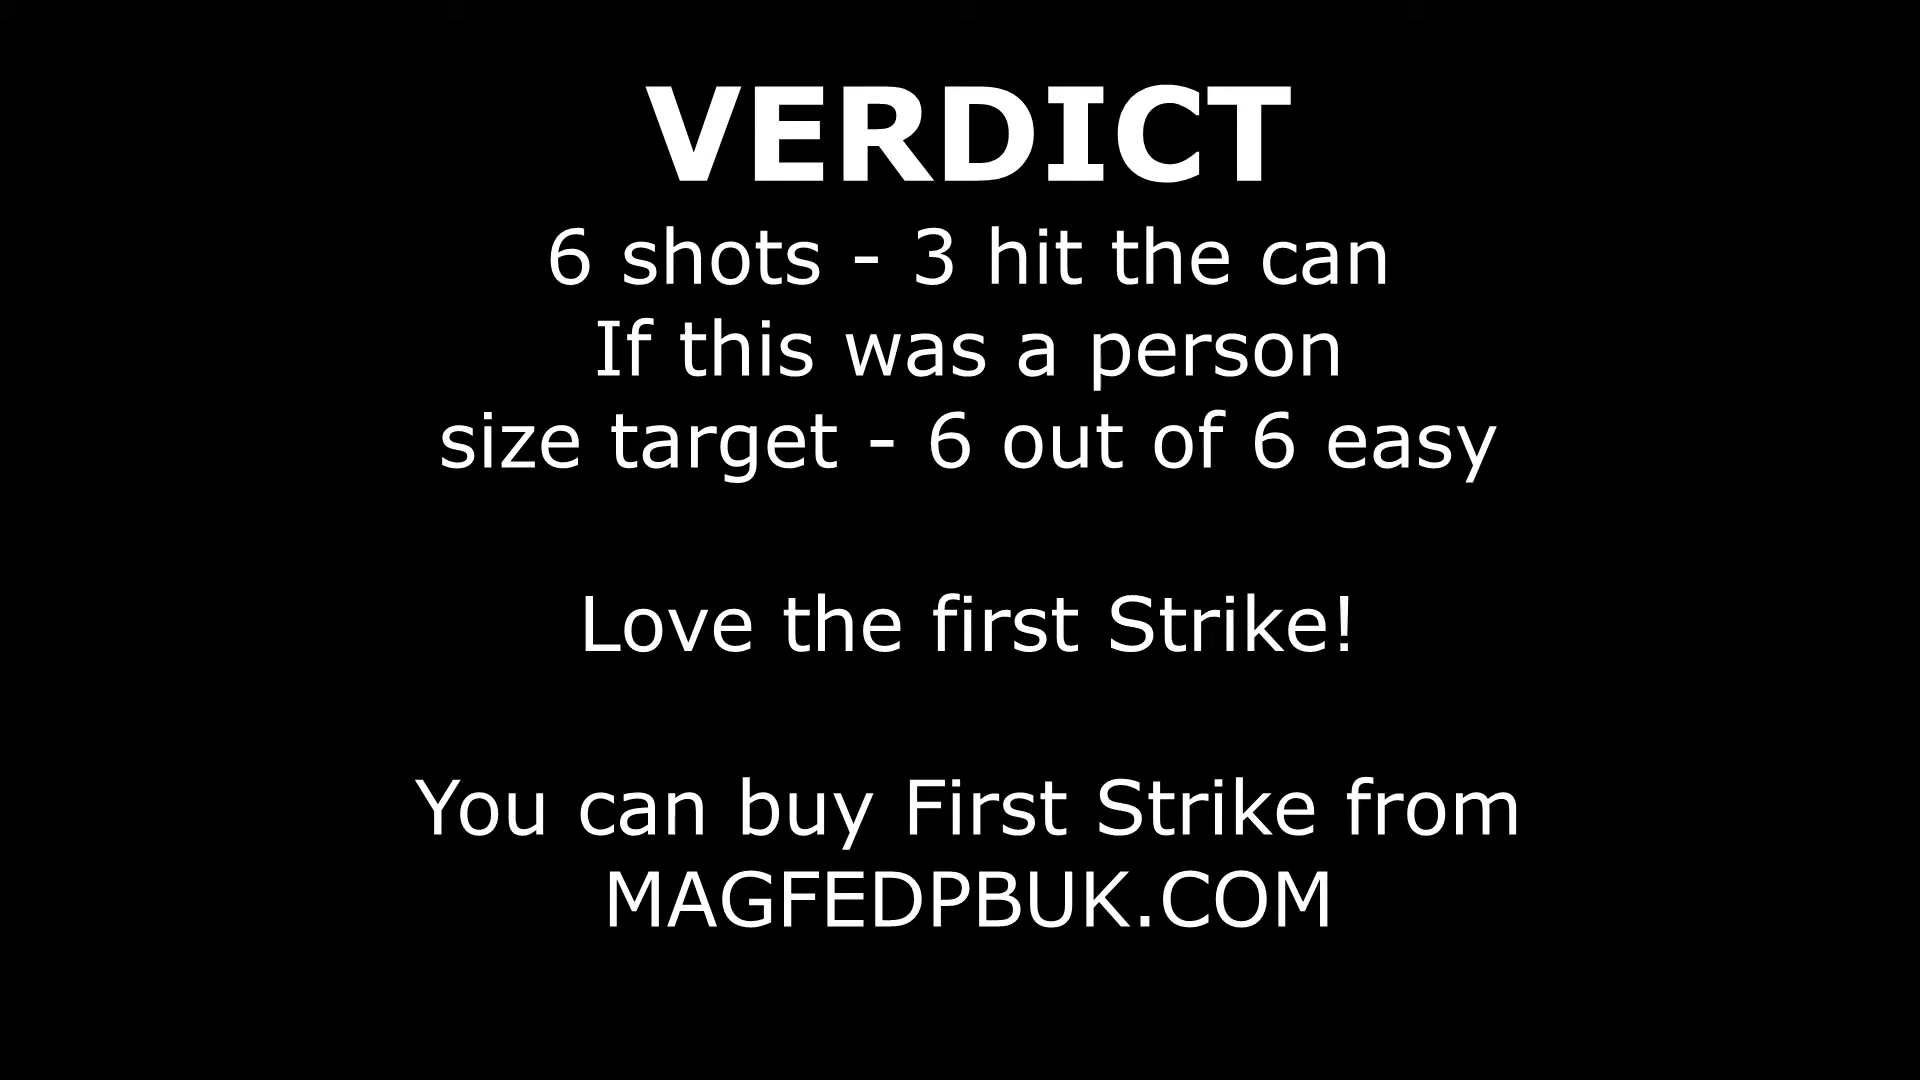 VERDICT
6 shots - 3 hit the can
If this was a person
size target - 6 out of 6 easy
Love the first Strike!
You can buy First Strike from
MAGFEDPBUK.COM